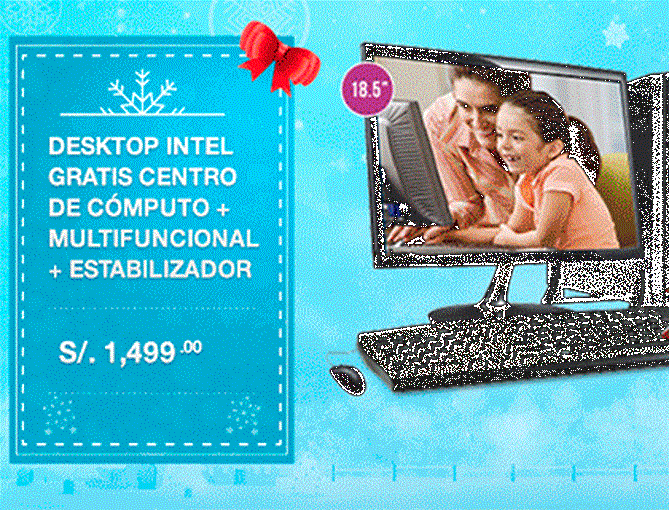 DESKTOP INTEL
GRATIS CENTRO
DE CÓMPUTO +
MULTIFUNCIONAL
+ ESTABILIZADOR
S/. 1,499.00
18.5"